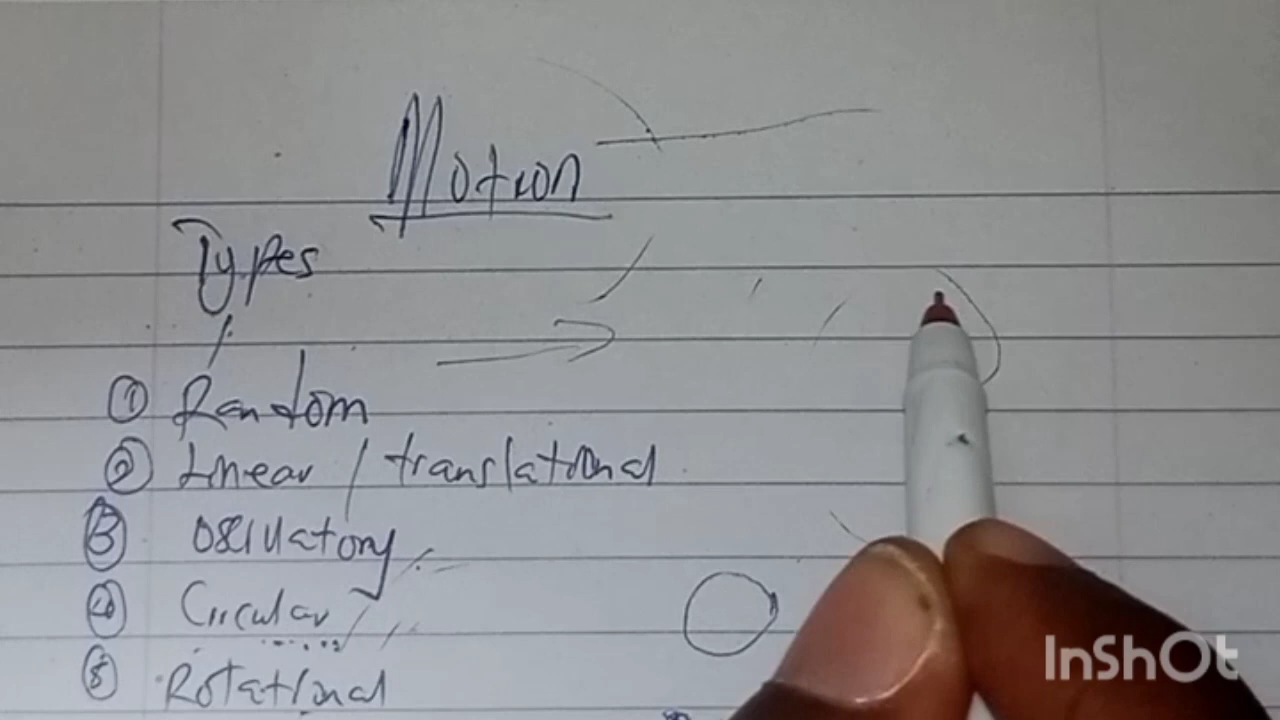 Motion
Types
① Random
② Linear / translational
③ Oscillatory
④ Circular
⑤ Rotational
InShOt